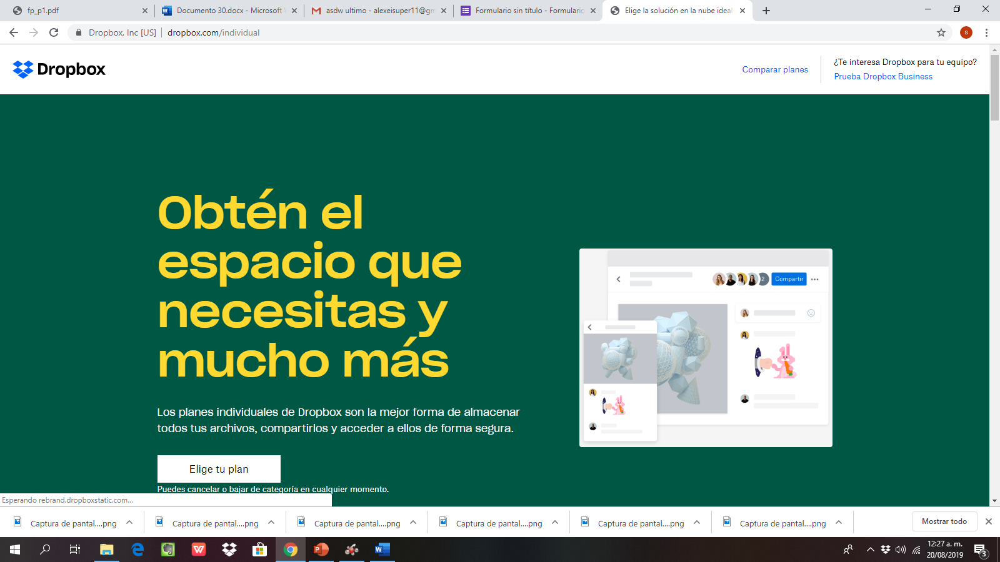 fp_p1.pdf
Documento 30.docx - Microsoft
asdw ultimo - alexeisuper11@gm
Formulario sin título - Formulario
Elige la solución en la nube ideal
Dropbox, Inc [US]
dropbox.com/individual
s
Dropbox
Comparar planes
¿Te interesa Dropbox para tu equipo?
Prueba Dropbox Business
Obtén el
espacio que
necesitas y
mucho más
2
Compartir
Los planes individuales de Dropbox son la mejor forma de almacenar
todos tus archivos, compartirlos y acceder a ellos de forma segura.
Elige tu plan
Puedes cancelar o bajar de categoría en cualquier momento.
Esperando rebrand.dropboxstatic.com...
Captura de pantal....png
Captura de pantal....png
Captura de pantal....png
Captura de pantal....png
Captura de pantal....png
Captura de pantal....png
Mostrar todo
12:27 a. m.
20/08/2019
3